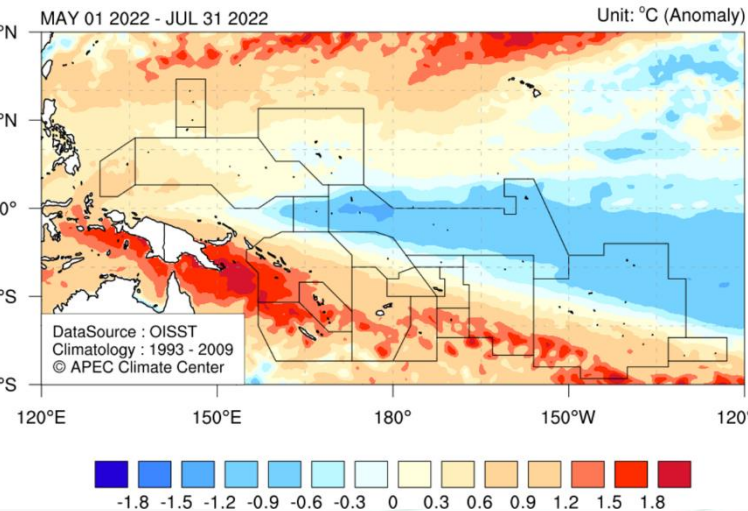 MAY 01 2022 - JUL 31 2022
Unit: °C (Anomaly)
°N
°N
0°
°S
°S
DataSource : OISST
Climatology : 1993 - 2009
© APEC Climate Center
120°E 150°E 180° 150°W 120°
-1.8 -1.5 -1.2 -0.9 -0.6 -0.3 0 0.3 0.6 0.9 1.2 1.5 1.8